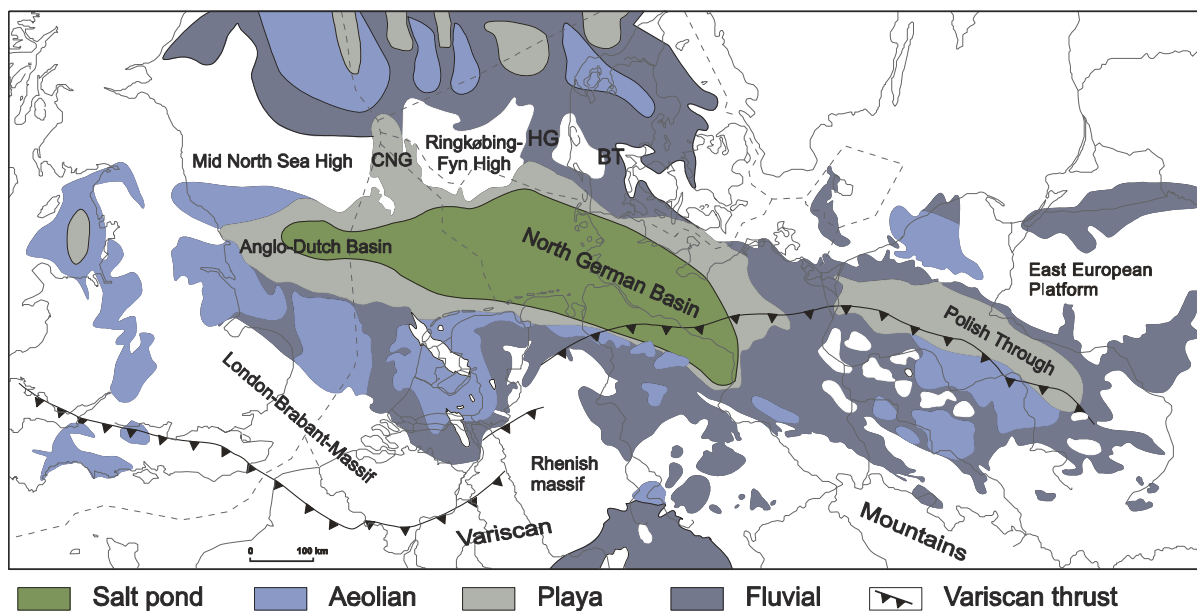 Mid North Sea High
CNG
Ringkøbing-
Fyn High
HG
BT
Anglo-Dutch Basin
North German Basin
East European
Platform
Polish Through
London-Brabant-Massif
Rhenish
massif
Variscan
Mountains
0 100 km
Salt pond
Aeolian
Playa
Fluvial
Variscan thrust